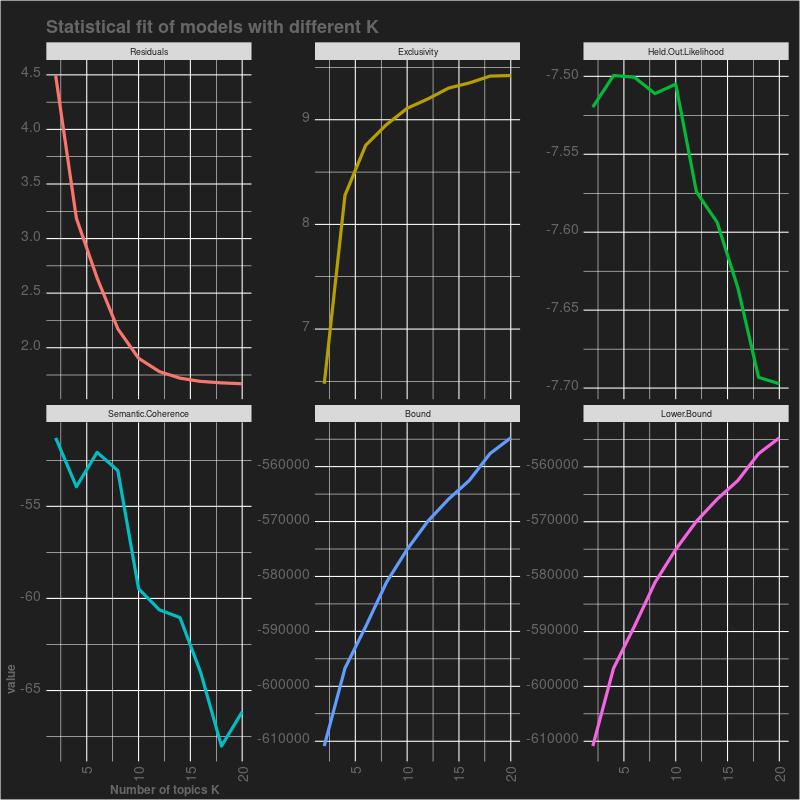 Statistical fit of models with different K
Residuals
Exclusivity
Held.Out.Likelihood
4.5
4.0
3.5
3.0
2.5
2.0
9
8
7
-7.50
-7.55
-7.60
-7.65
-7.70
Semantic.Coherence
Bound
Lower.Bound
-55
-60
-65
-560000
-570000
-580000
-590000
-600000
-610000
-560000
-570000
-580000
-590000
-600000
-610000
value
5 10 15 20
5 10 15 20
5 10 15 20
Number of topics K